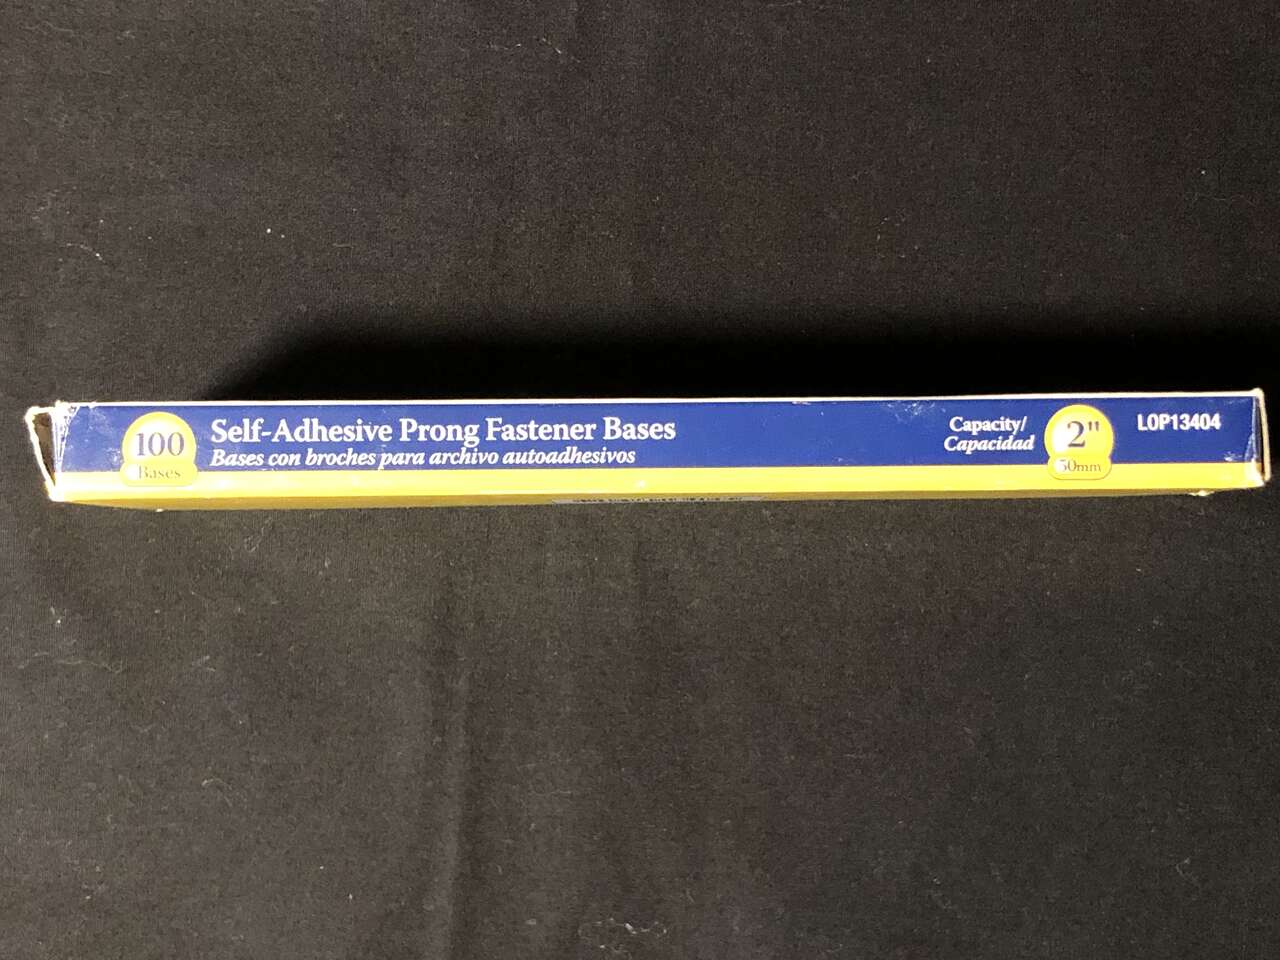 100
Bases
Self-Adhesive Prong Fastener Bases
Bases con broches para archivo autoadhesivos
Capacity/
Capacidad
2"
50mm
LOP13404